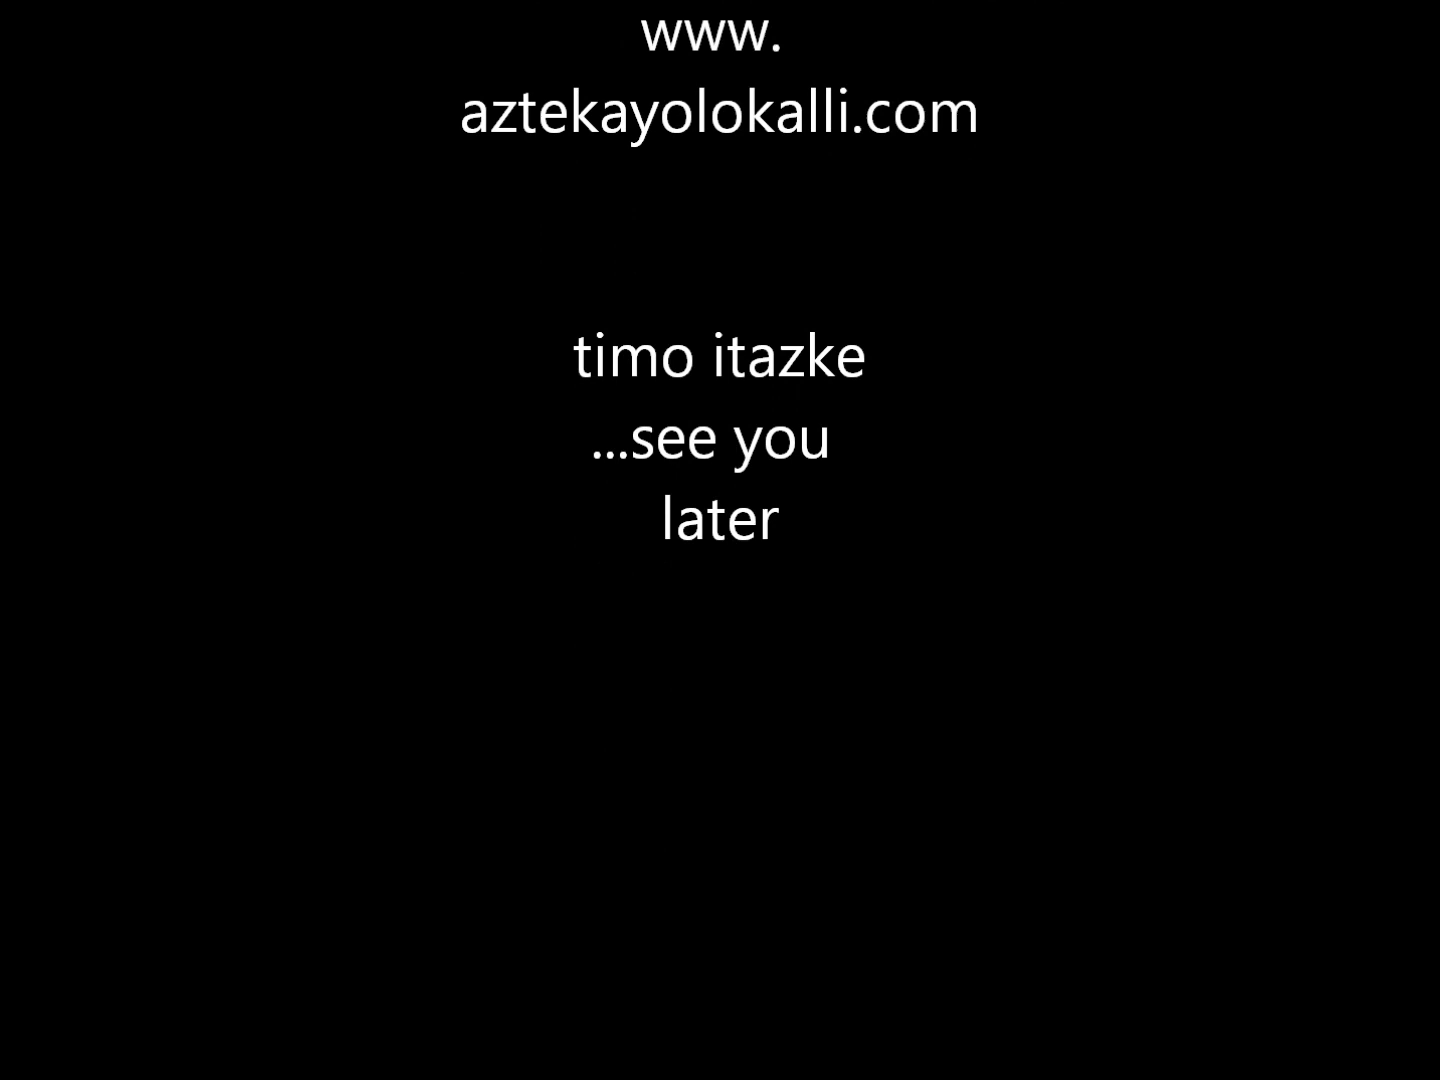 www.
aztekayolokalli.com
timo itazke
...see you
later